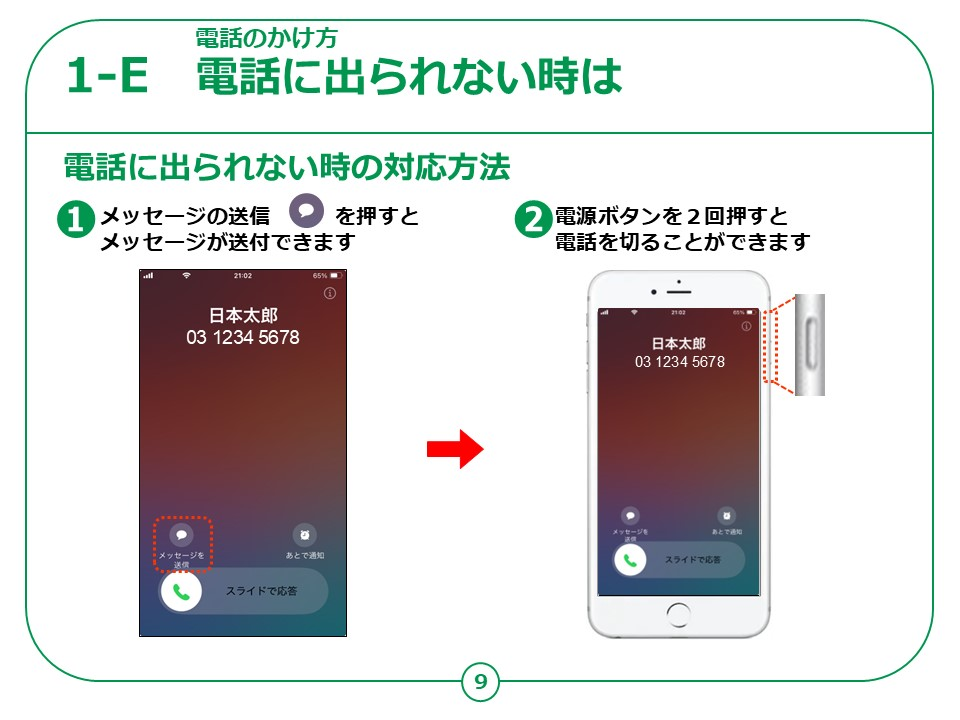 電話のかけ方
1-E 電話に出られない時は
電話に出られない時の対応方法
1 メッセージの送信 を押すと
メッセージが送付できます
2 電源ボタンを２回押すと
電話を切ることができます
21:02 65%
日本太郎
03 1234 5678
メッセージを
送信
あとで通知
スライドで応答
21:02 65%
日本太郎
03 1234 5678
メッセージを
送信
あとで通知
スライドで応答
9